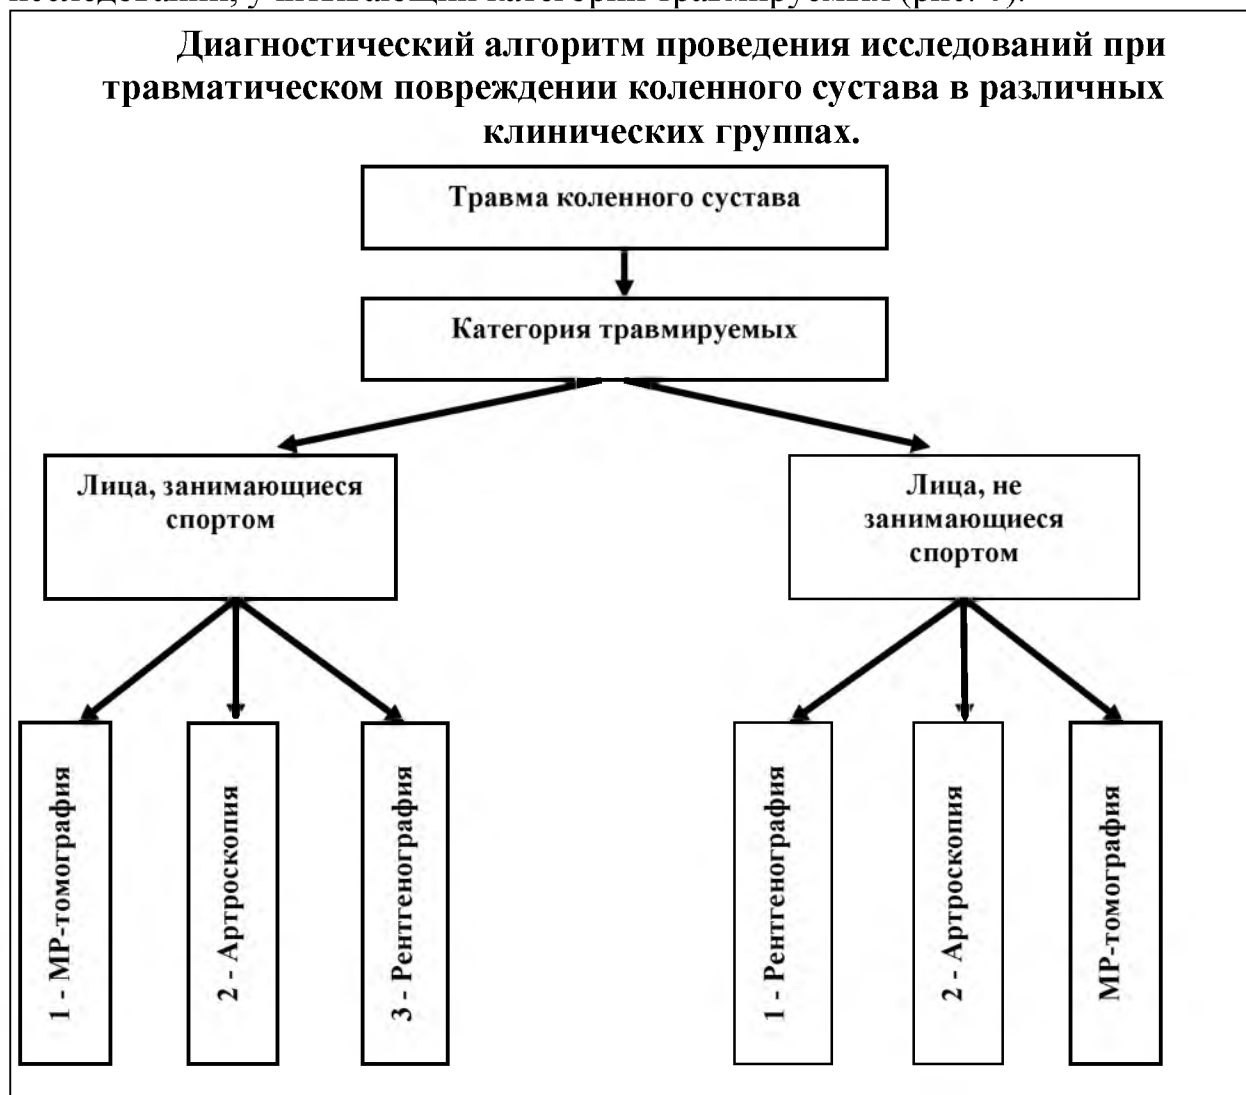 Диагностический алгоритм проведения исследований при
травматическом повреждении коленного сустава в различных
клинических группах.
Травма коленного сустава
Категория травмируемых
Лица, занимающиеся
спортом
Лица, не
занимающиеся
спортом
1 - МР-томография
2 - Артроскопия
3 - Рентгенография
1 - Рентгенография
2 - Артроскопия
МР-томография